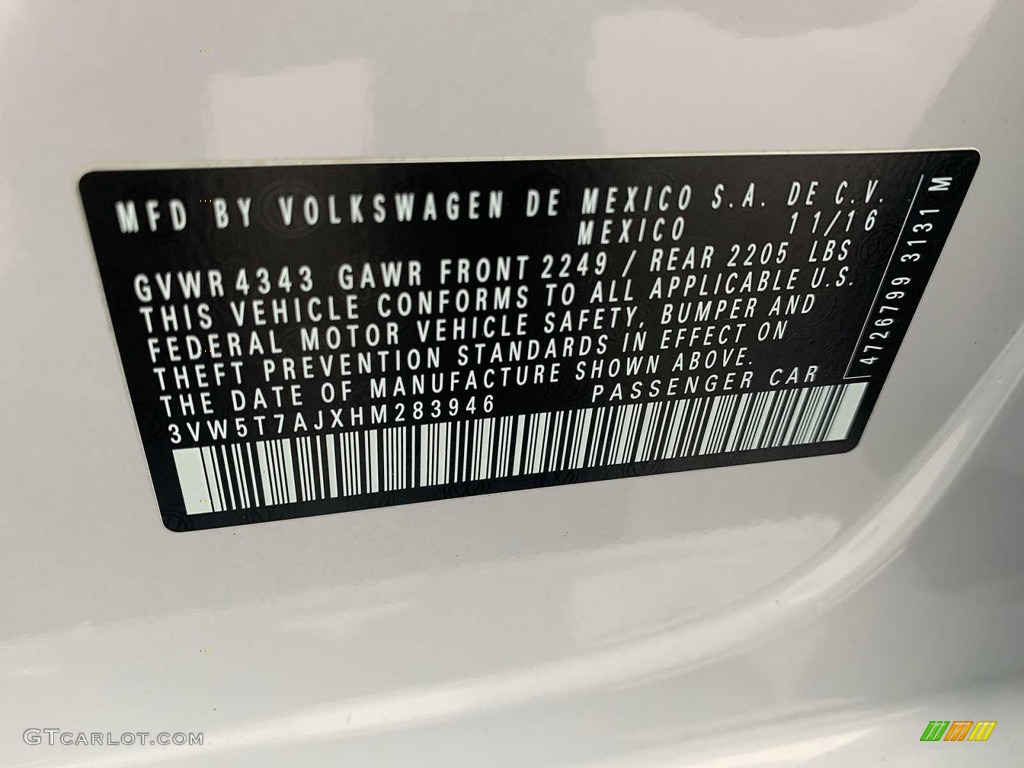 MFD BY VOLKSWAGEN DE MEXICO S.A. DE C.V.
MEXICO 11/16
GVWR 4343 GAWR FRONT 2249 / REAR 2205 LBS
THIS VEHICLE CONFORMS TO ALL APPLICABLE U.S.
FEDERAL MOTOR VEHICLE SAFETY, BUMPER AND
THEFT PREVENTION STANDARDS IN EFFECT ON
THE DATE OF MANUFACTURE SHOWN ABOVE.
3VW5T7AJXHM283946 PASSENGER CAR
4726799 3131 M
GTCARLOT.COM